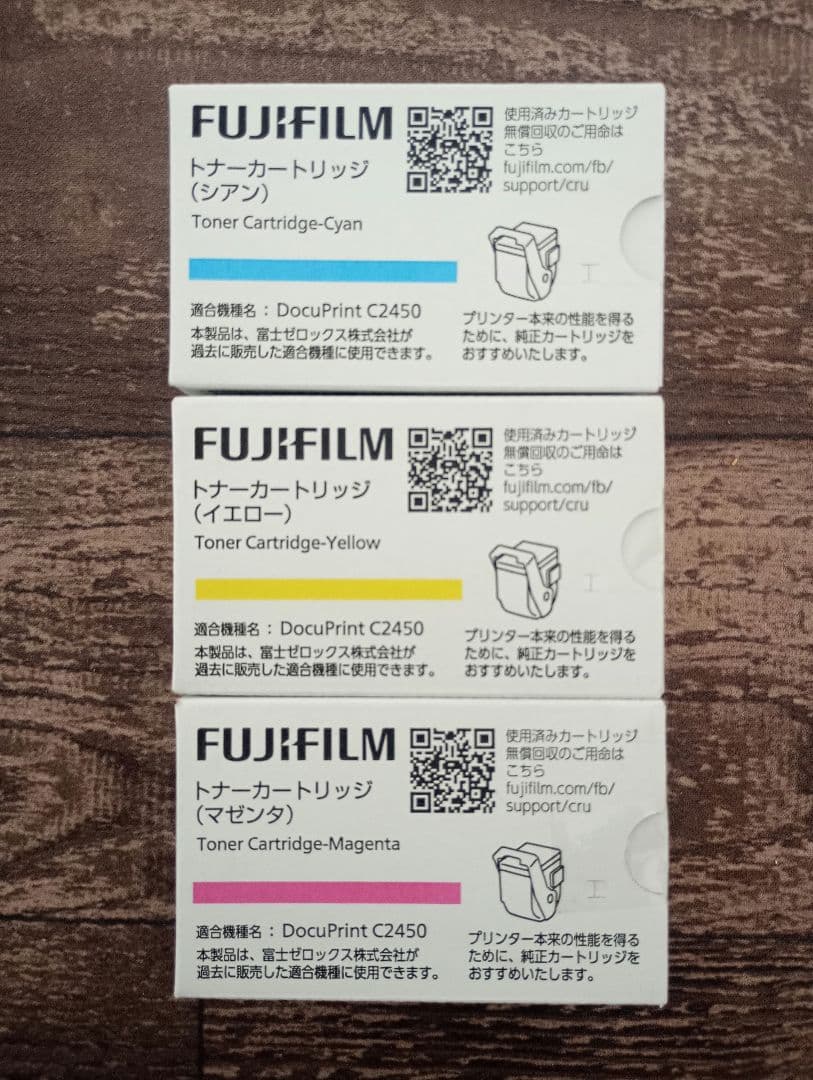 FUJIFILM
トナーカートリッジ
（シアン）
Toner Cartridge-Cyan
適合機種名：DocuPrint C2450
本製品は、富士ゼロックス株式会社が
過去に販売した適合機種に使用できます。
使用済みカートリッジ
無償回収のご用命は
こちら
fujifilm.com/fb/
support/cru
プリンター本来の性能を得る
ために、純正カートリッジを
おすすめいたします。
FUJIFILM
トナーカートリッジ
（イエロー）
Toner Cartridge-Yellow
適合機種名：DocuPrint C2450
本製品は、富士ゼロックス株式会社が
過去に販売した適合機種に使用できます。
使用済みカートリッジ
無償回収のご用命は
こちら
fujifilm.com/fb/
support/cru
プリンター本来の性能を得る
ために、純正カートリッジを
おすすめいたします。
FUJIFILM
トナーカートリッジ
（マゼンタ）
Toner Cartridge-Magenta
適合機種名：DocuPrint C2450
本製品は、富士ゼロックス株式会社が
過去に販売した適合機種に使用できます。
使用済みカートリッジ
無償回収のご用命は
こちら
fujifilm.com/fb/
support/cru
プリンター本来の性能を得る
ために、純正カートリッジを
おすすめいたします。